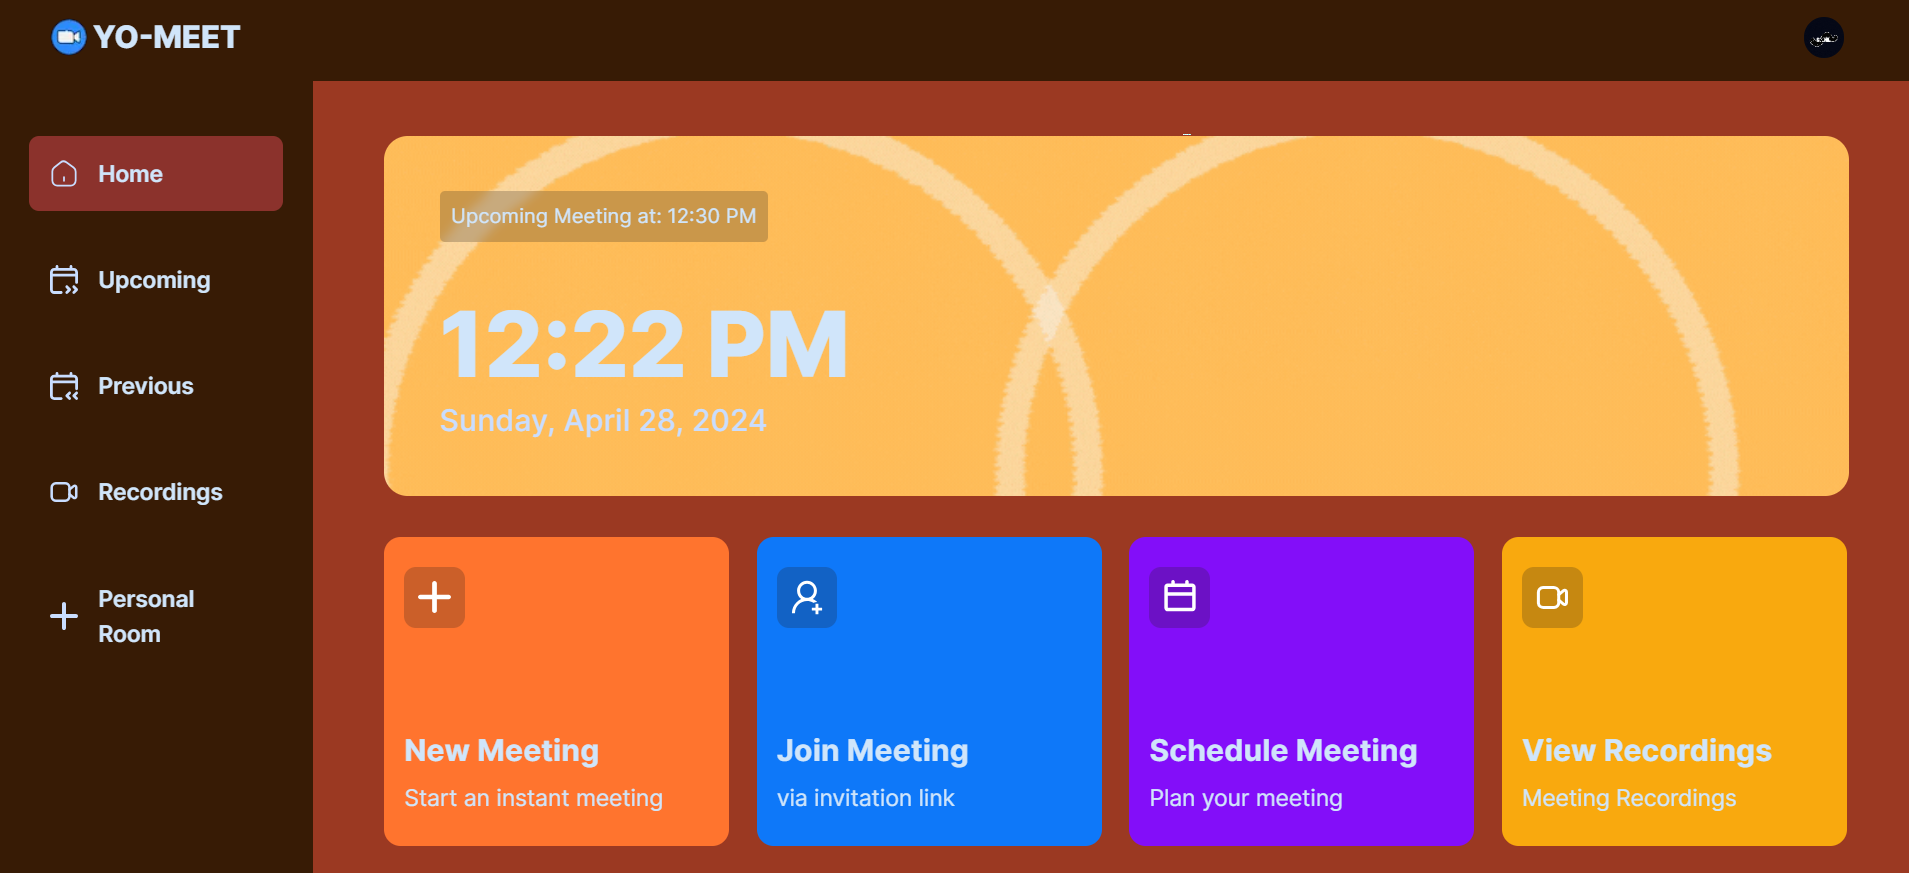 YO-MEET
Home
Upcoming
Previous
Recordings
Personal
Room
Upcoming Meeting at: 12:30 PM
12:22 PM
Sunday, April 28, 2024
New Meeting
Start an instant meeting
Join Meeting
via invitation link
Schedule Meeting
Plan your meeting
View Recordings
Meeting Recordings